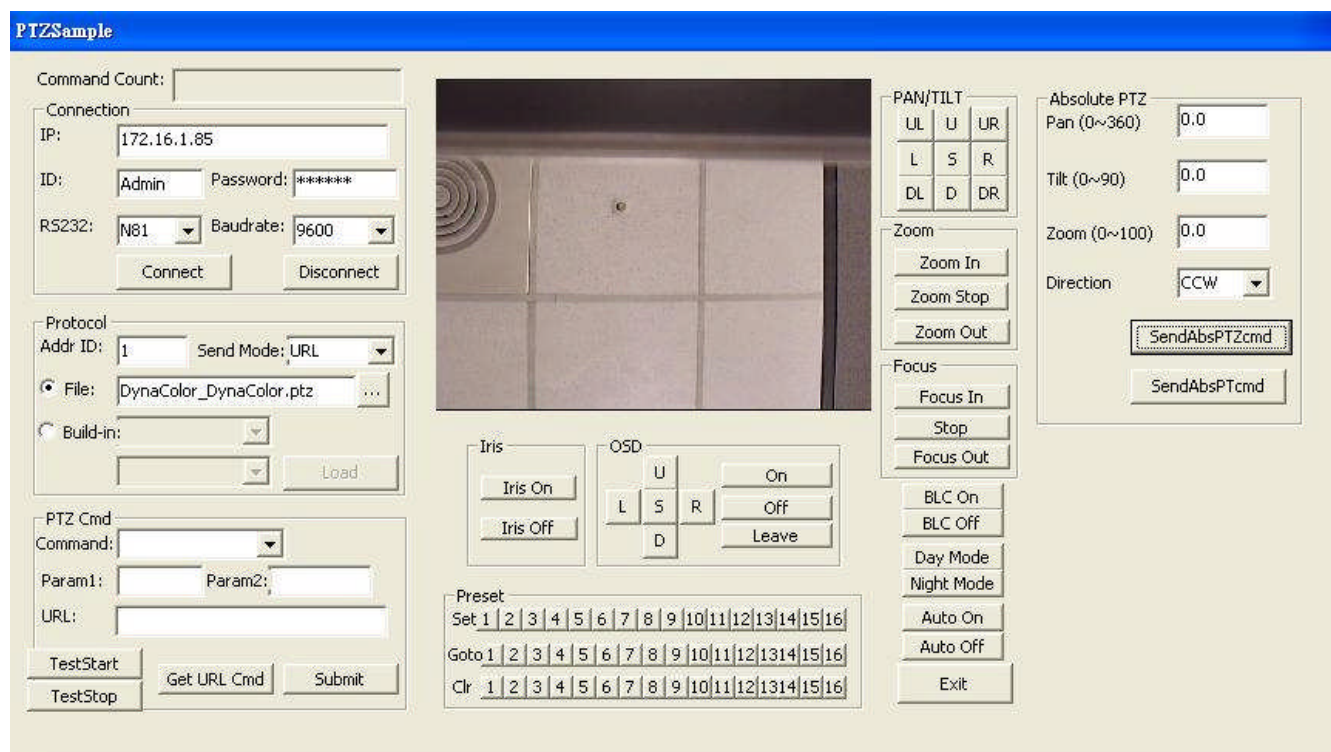 PTZSample
Command Count:
Connection
IP: 172.16.1.85
ID: Admin Password: ******
RS232: N81 Baudrate: 9600
Connect Disconnect
Protocol
Addr ID: 1 Send Mode: URL
File: DynaColor_DynaColor.ptz ...
Build-in:
Load
PTZ Cmd
Command:
Param1: Param2:
URL:
TestStart
TestStop
Get URL Cmd Submit
Iris
Iris On
Iris Off
OSD
U
L S R
D
On
Off
Leave
Preset
Set 1 2 3 4 5 6 7 8 9 10 11 12 13 14 15 16
Goto 1 2 3 4 5 6 7 8 9 10 11 12 13 14 15 16
Clr 1 2 3 4 5 6 7 8 9 10 11 12 13 14 15 16
PAN/TILT
UL U UR
L S R
DL D DR
Zoom
Zoom In
Zoom Stop
Zoom Out
Focus
Focus In
Stop
Focus Out
BLC On
BLC Off
Day Mode
Night Mode
Auto On
Auto Off
Exit
Absolute PTZ
Pan (0~360) 0.0
Tilt (0~90) 0.0
Zoom (0~100) 0.0
Direction CCW
SendAbsPTZcmd
SendAbsPTcmd